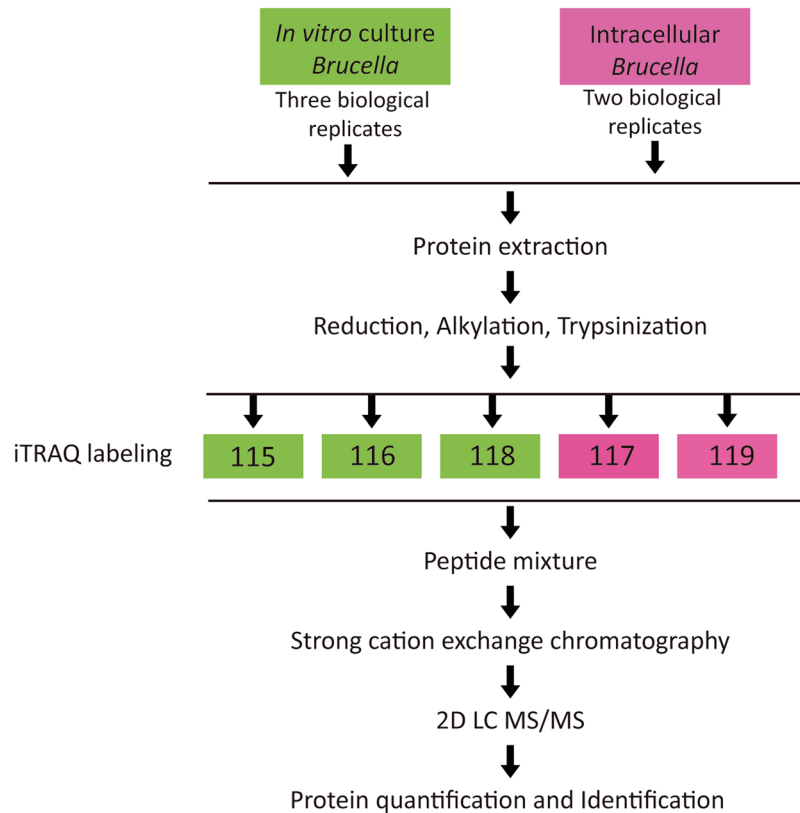 In vitro culture
Brucella
Three biological
replicates
Intracellular
Brucella
Two biological
replicates
Protein extraction
Reduction, Alkylation, Trypsinization
iTRAQ labeling
115
116
118
117
119
Peptide mixture
Strong cation exchange chromatography
2D LC MS/MS
Protein quantification and Identification